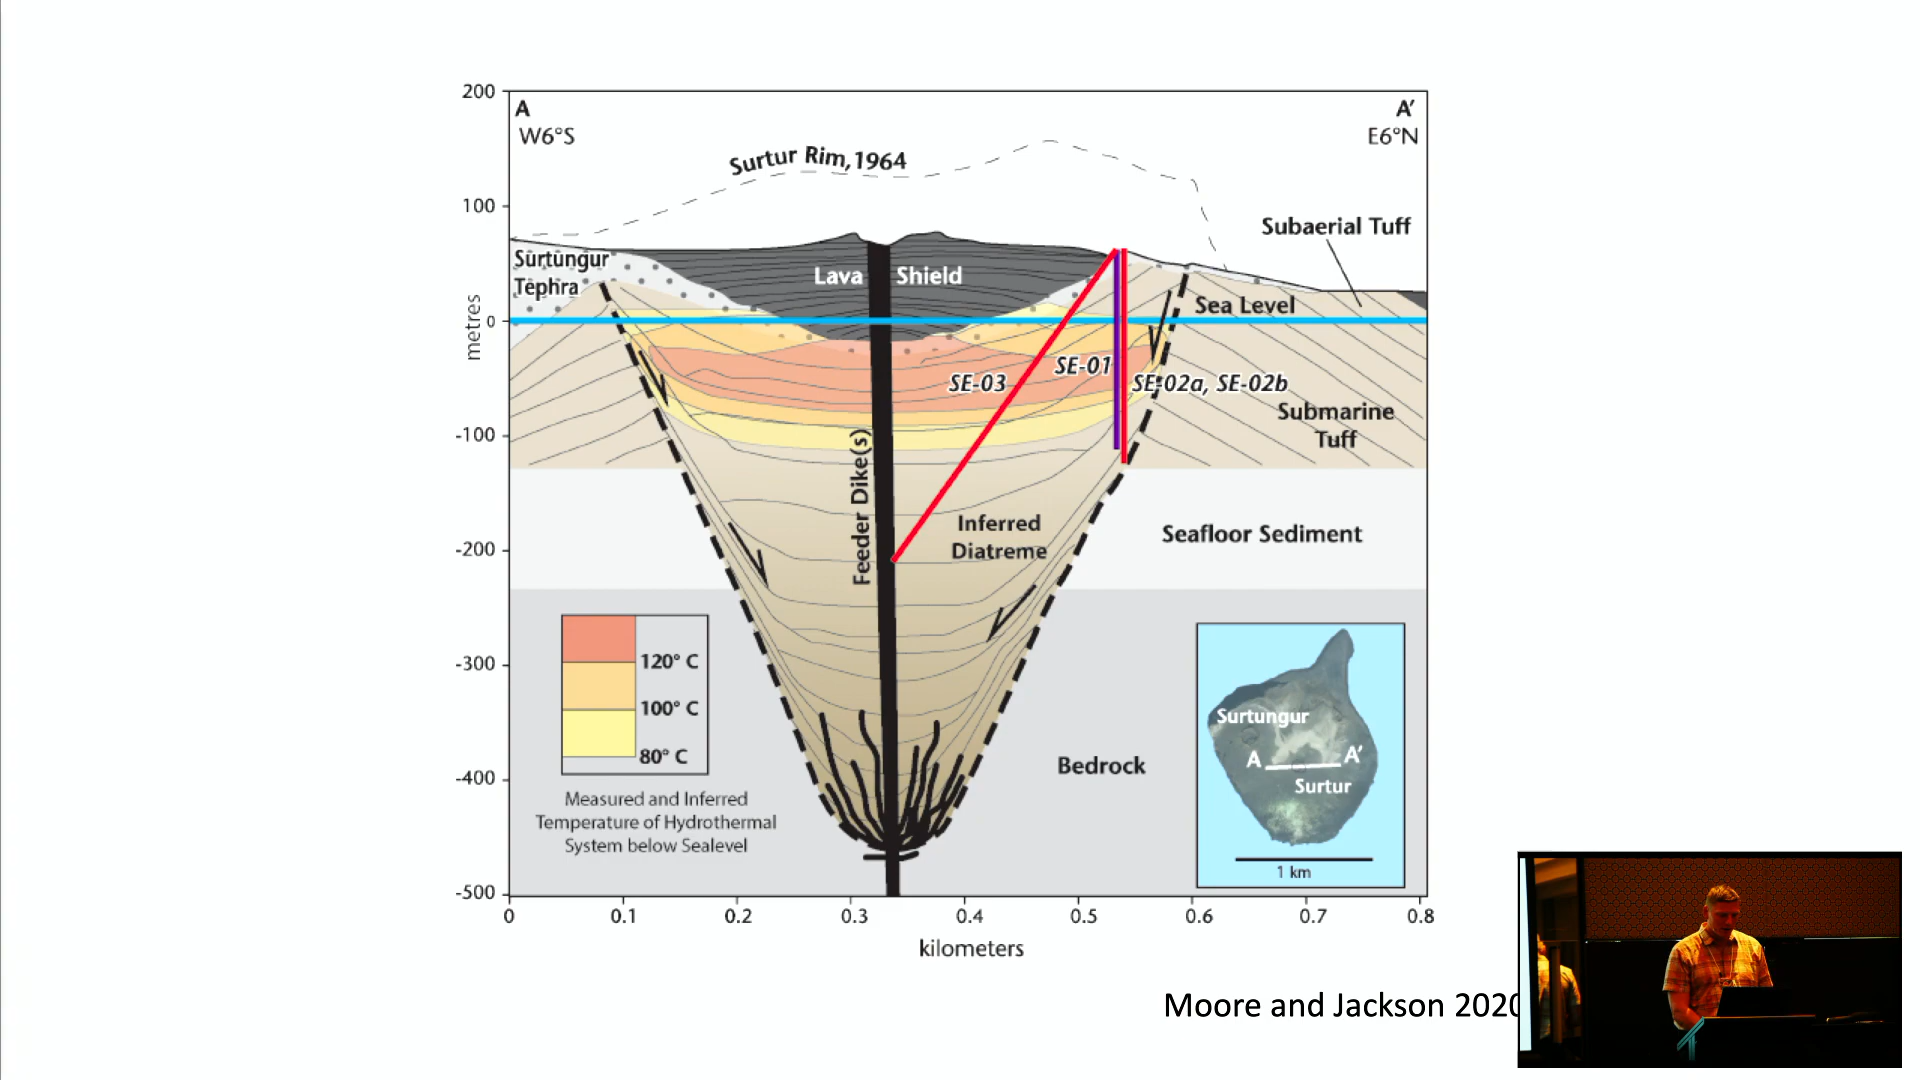 200
A
A′
W6°S
E6°N
Surtur Rim, 1964
100
Subaerial Tuff
Surtungur
Tephra
Lava Shield
Sea Level
metres
0
SE-01
SE-03
SE-02a, SE-02b
Submarine
Tuff
-100
Feeder Dike(s)
Inferred
Diatreme
Seafloor Sediment
-200
-300
120° C
100° C
80° C
Surtungur
A
A′
Surtur
Bedrock
-400
Measured and Inferred
Temperature of Hydrothermal
System below Sealevel
1 km
-500
0 0.1 0.2 0.3 0.4 0.5 0.6 0.7 0.8
kilometers
Moore and Jackson 2020